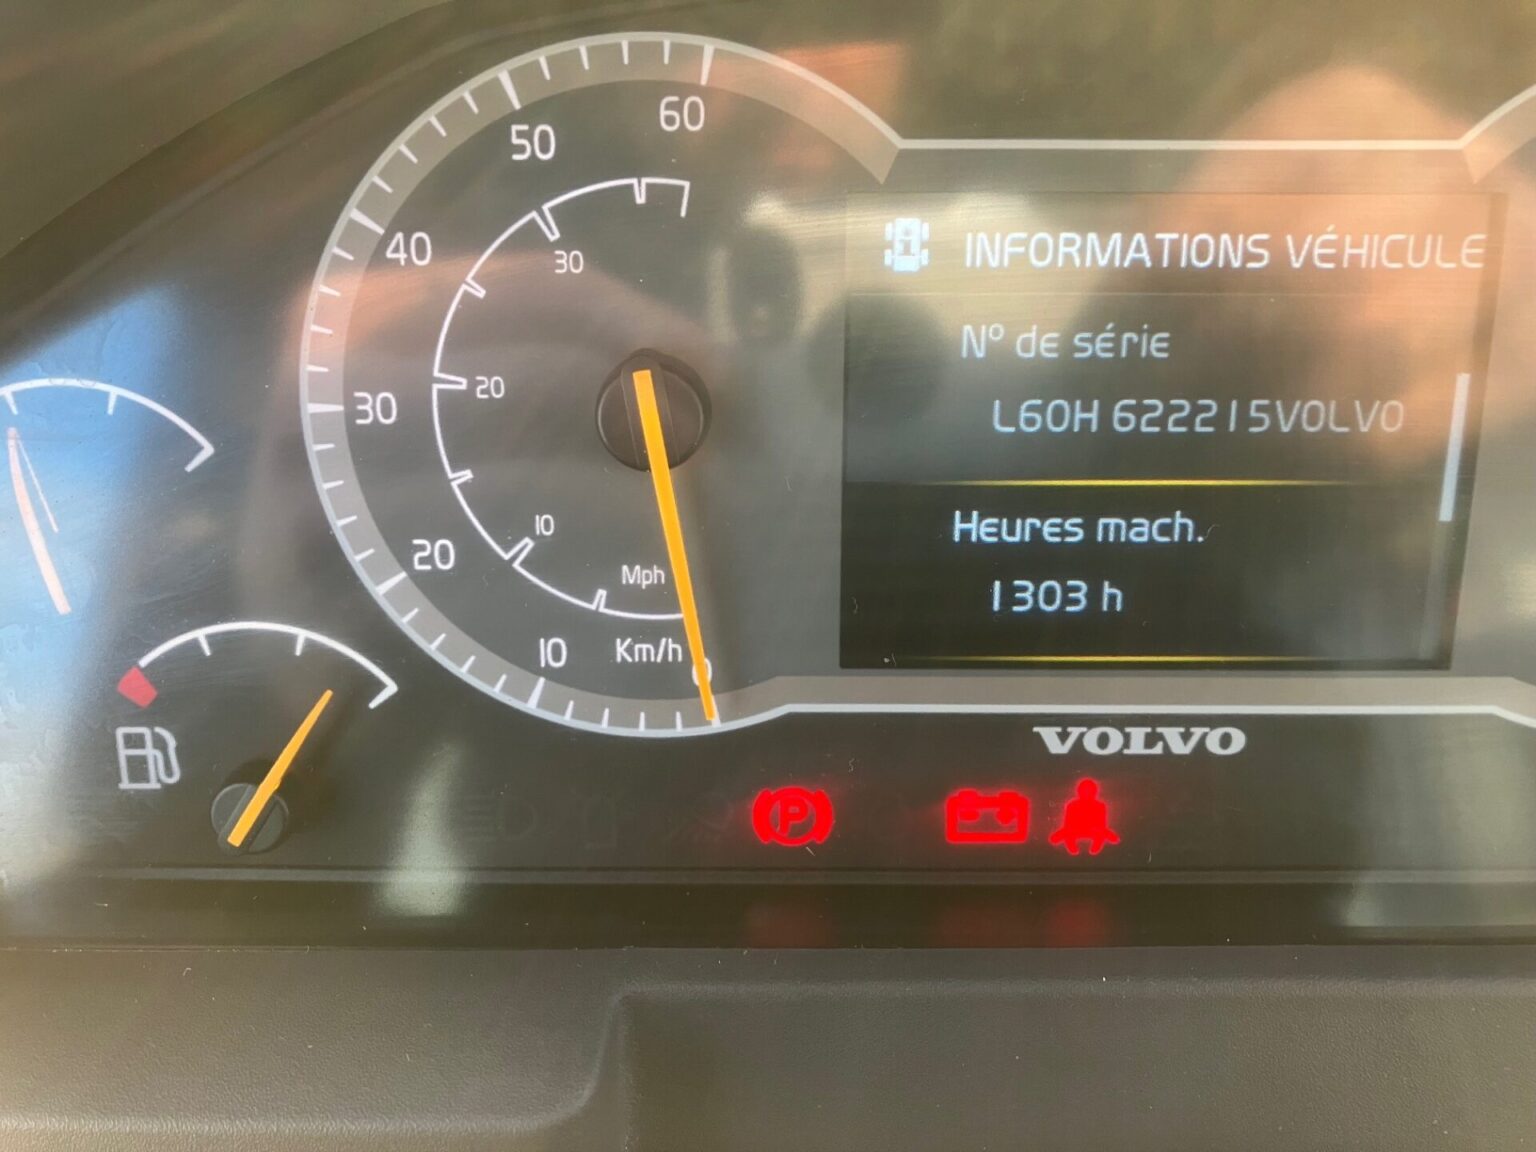 60
50
40
30
20
10
0
30
20
10
Mph
Km/h
INFORMATIONS VÉHICULE
Nº de série
L60H 622215VOLVO
Heures mach.
1303 h
VOLVO
P